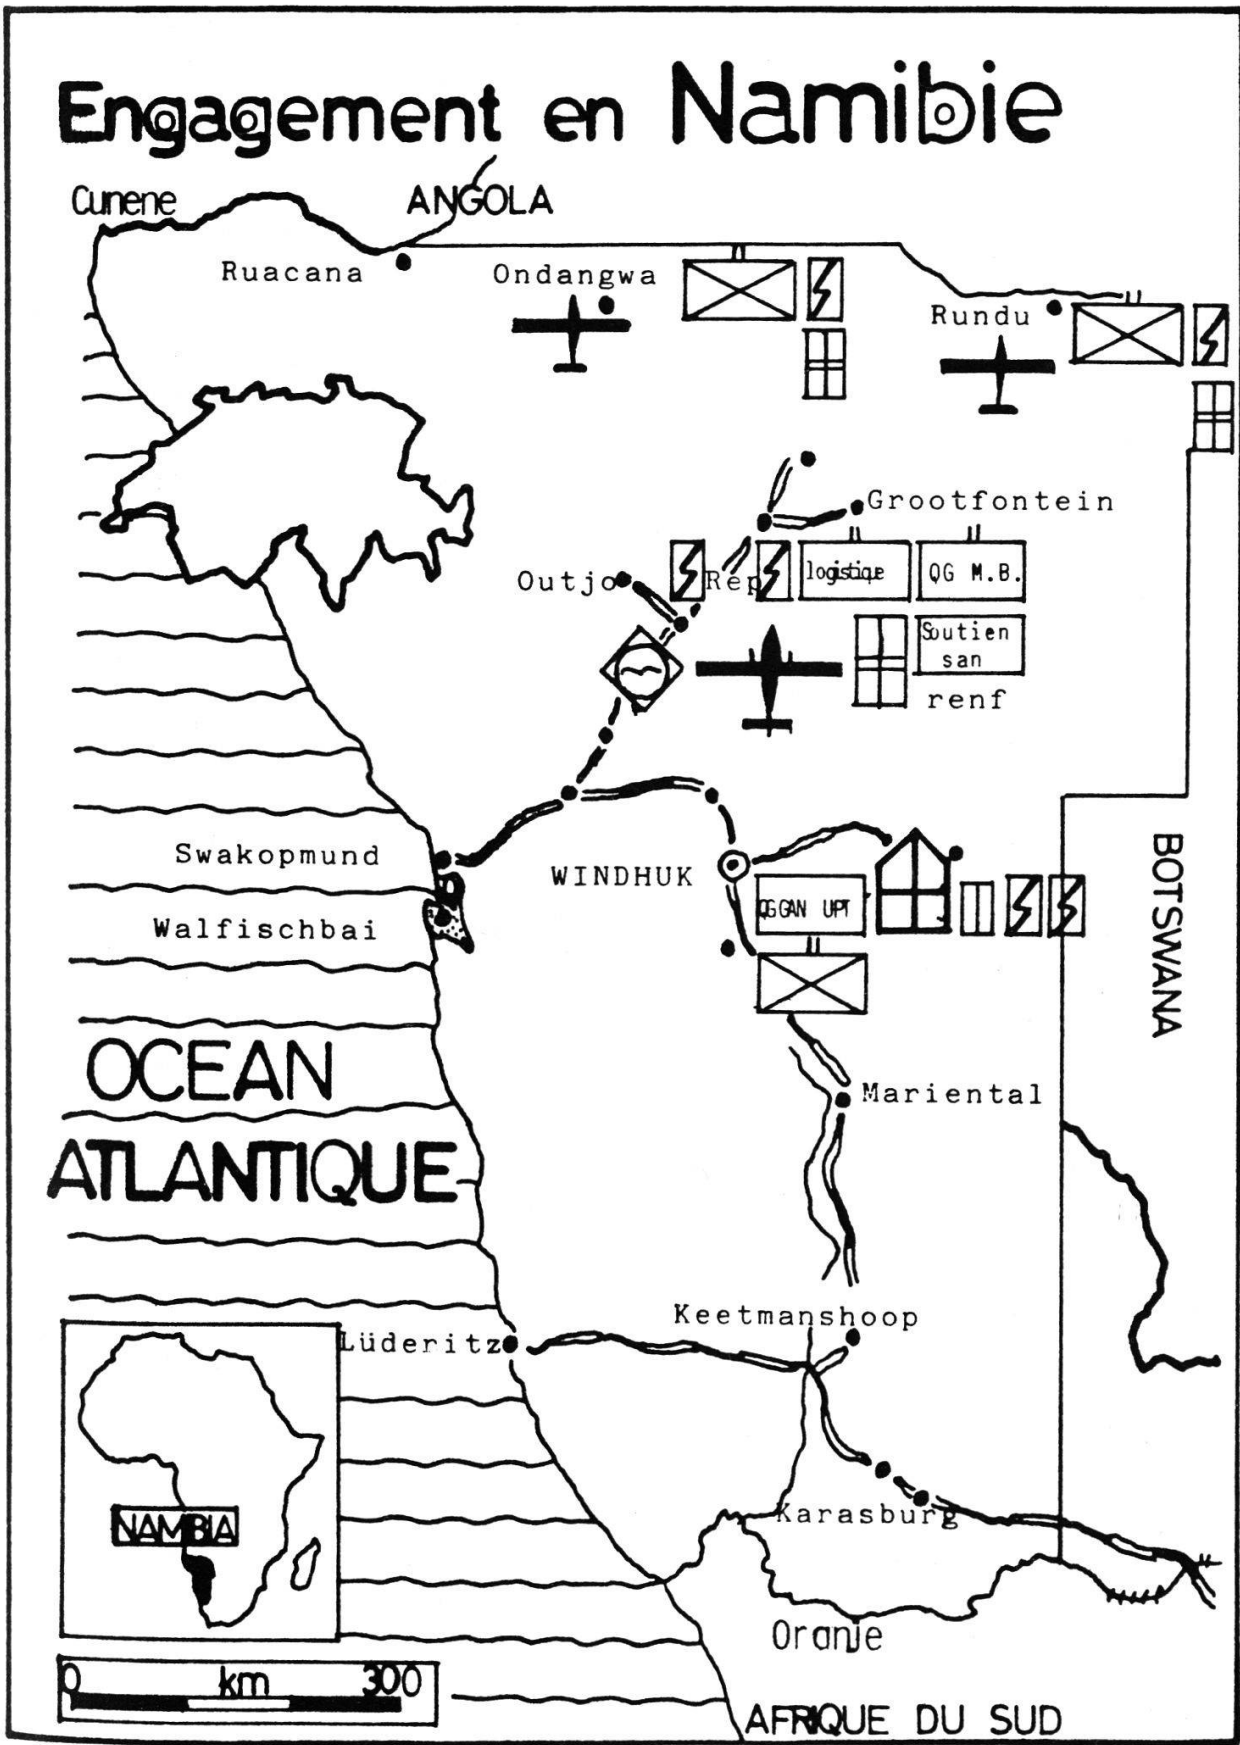 Engagement en Namibie
Cunene
ANGOLA
Ruacana
Ondangwa
Rundu
Grootfontein
Outjo
Rep
logistique
QG M.B.
Soutien
san
renf
Swakopmund
WINDHUK
QG GAN UPT
Walfischbai
BOTSWANA
OCEAN
ATLANTIQUE
Mariental
Keetmanshoop
Lüderitz
NAMIBIA
Karasburg
Oranje
0 km 300
AFRIQUE DU SUD